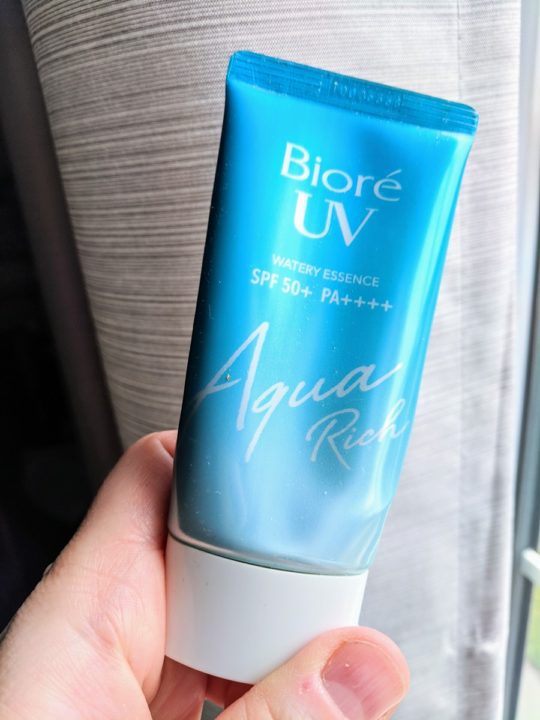 Bioré
UV
WATERY ESSENCE
SPF 50+ PA++++
Aqua
Rich